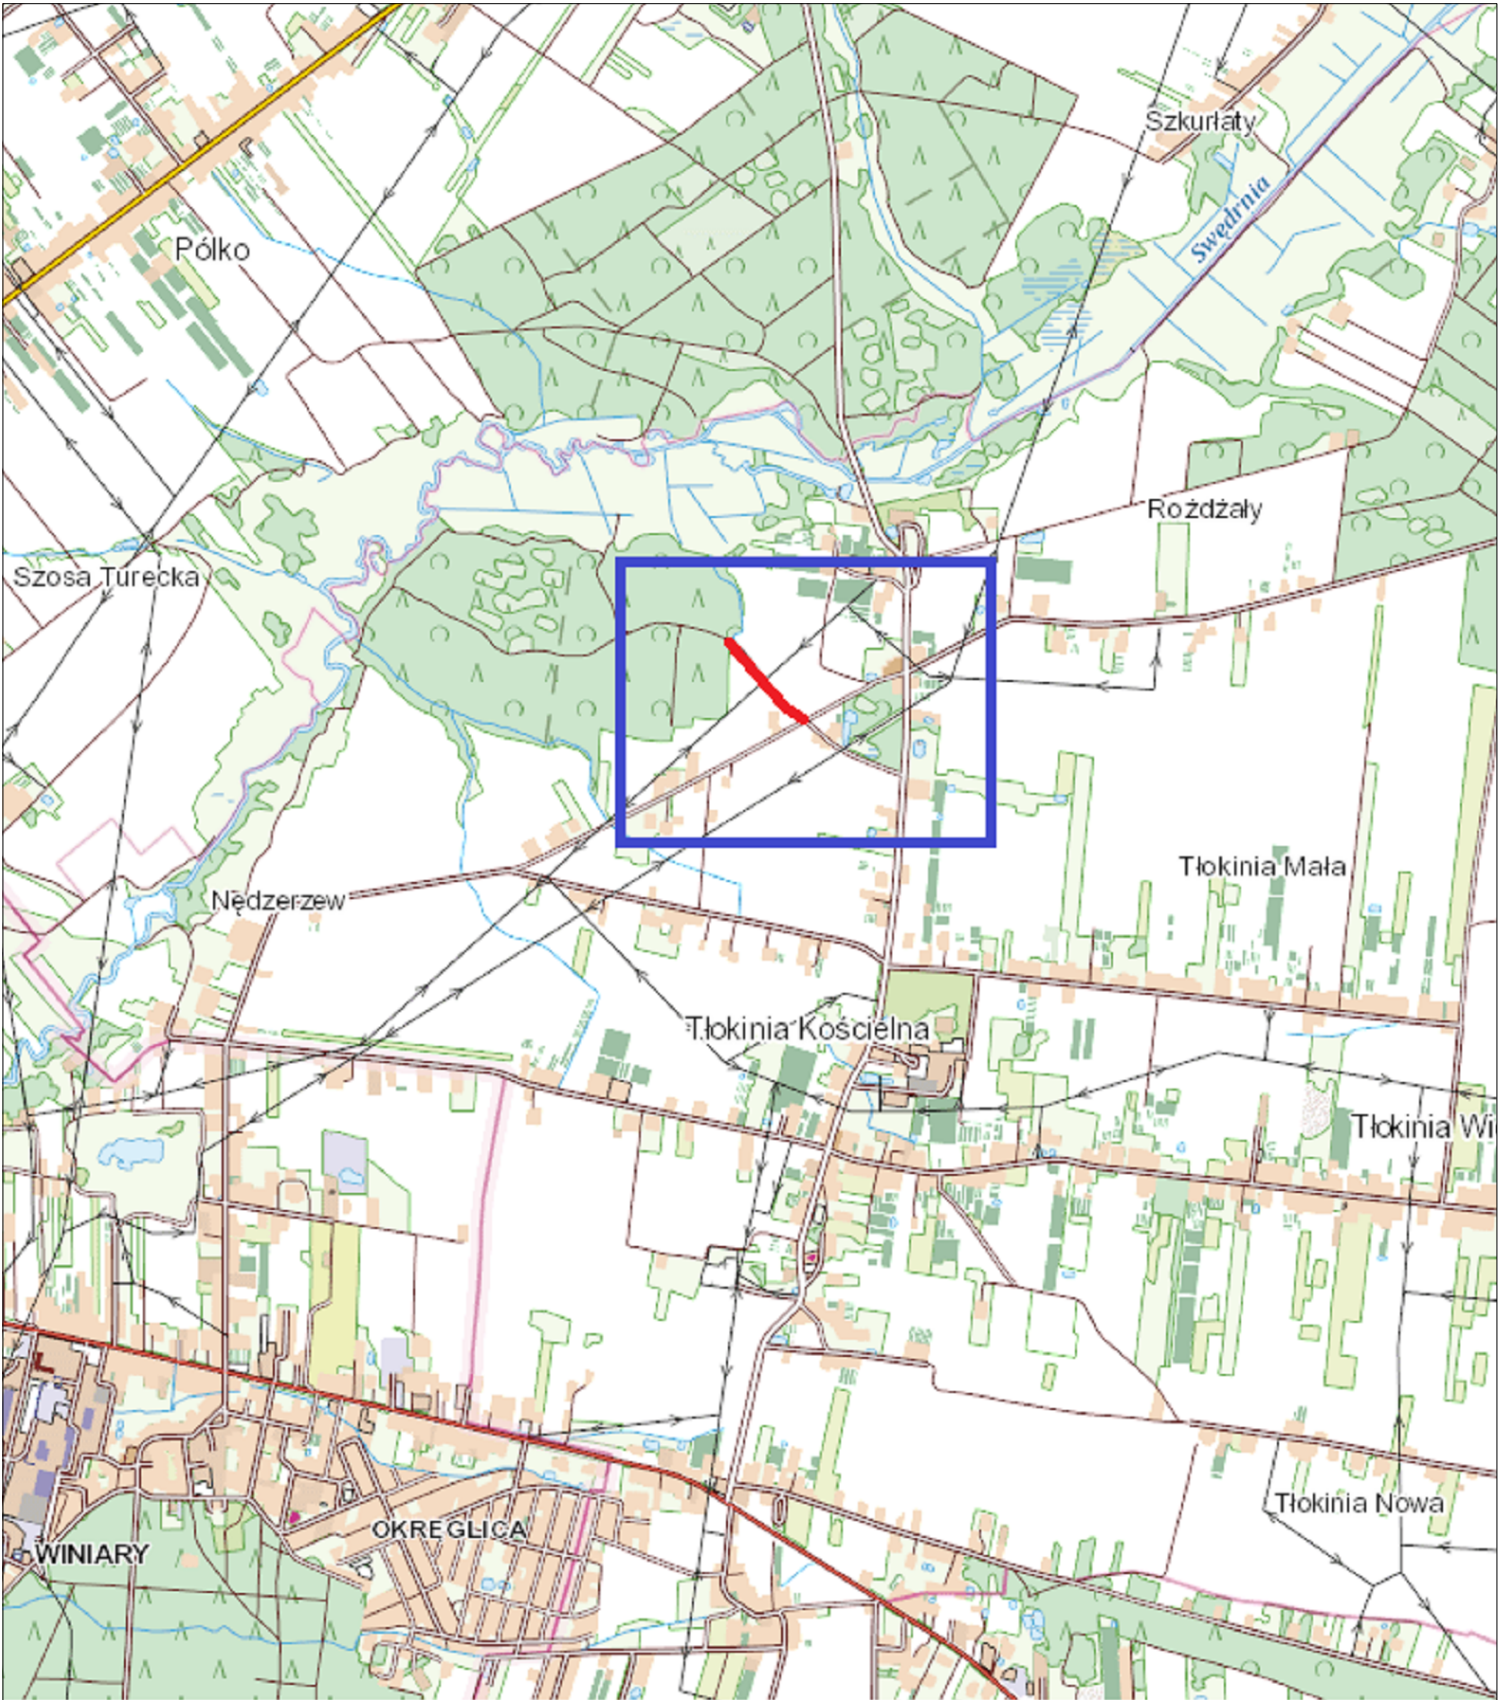 Szkurłaty
Swędrnia
Pólko
Rożdżały
Szosa Turecka
Tłokinia Mała
Nędzerzew
Tłokinia Kościelna
Tłokinia Wi
Tłokinia Nowa
OKRĘGLICA
WINIARY